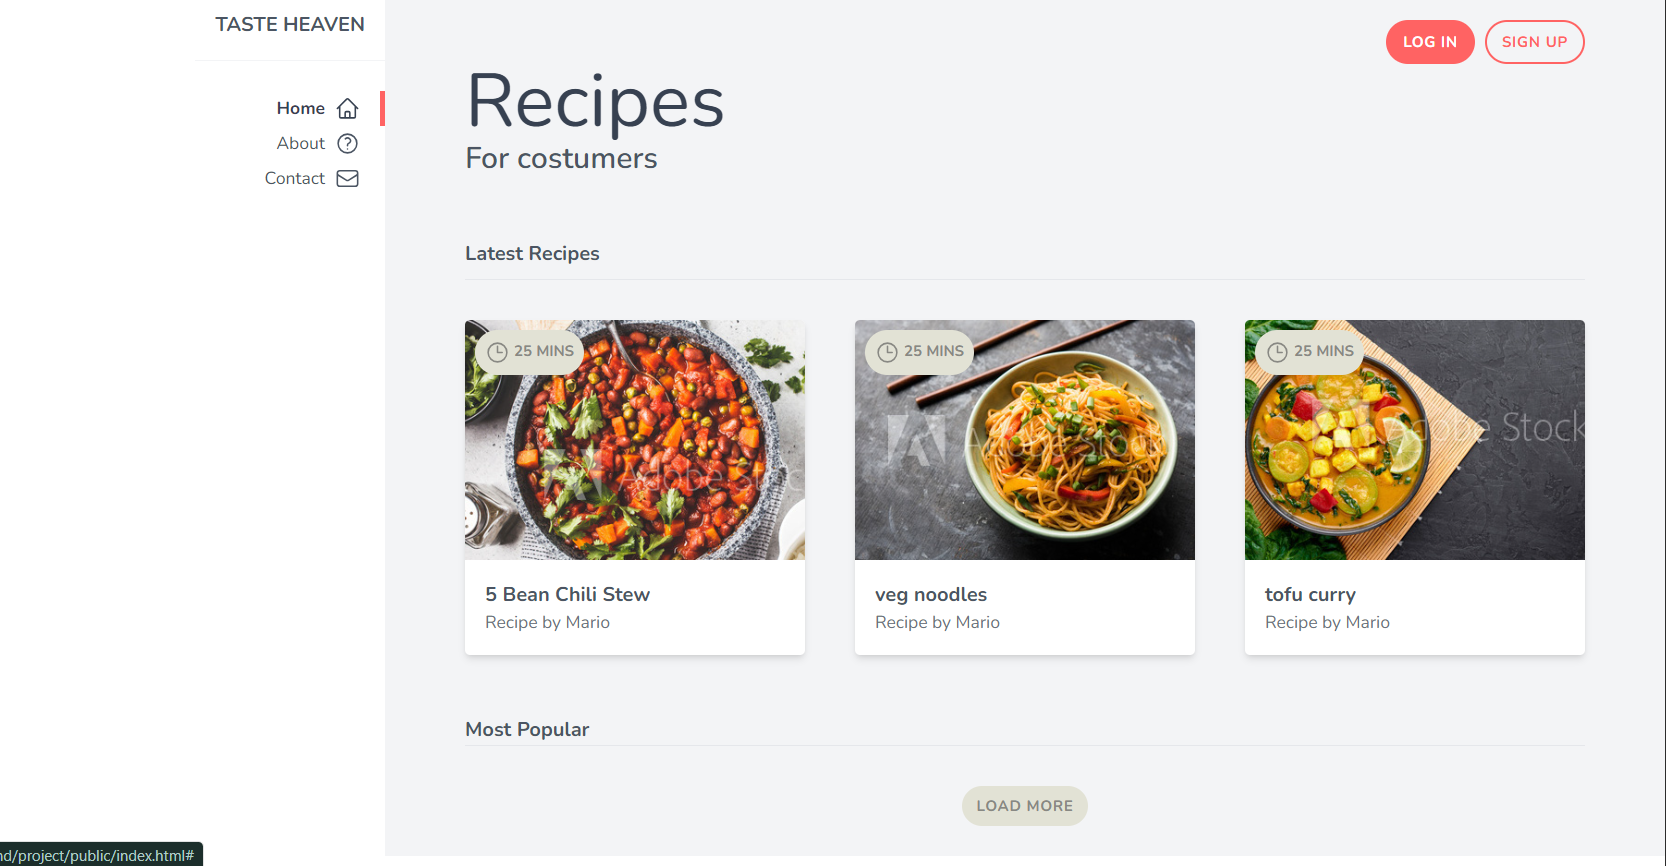 TASTE HEAVEN
Home
About
Contact
LOG IN
SIGN UP
Recipes
For costumers
Latest Recipes
25 MINS
Adobe Stoc
5 Bean Chili Stew
Recipe by Mario
25 MINS
Adobe Stock
veg noodles
Recipe by Mario
25 MINS
Adobe Stock
tofu curry
Recipe by Mario
Most Popular
LOAD MORE
nd/project/public/index.html#